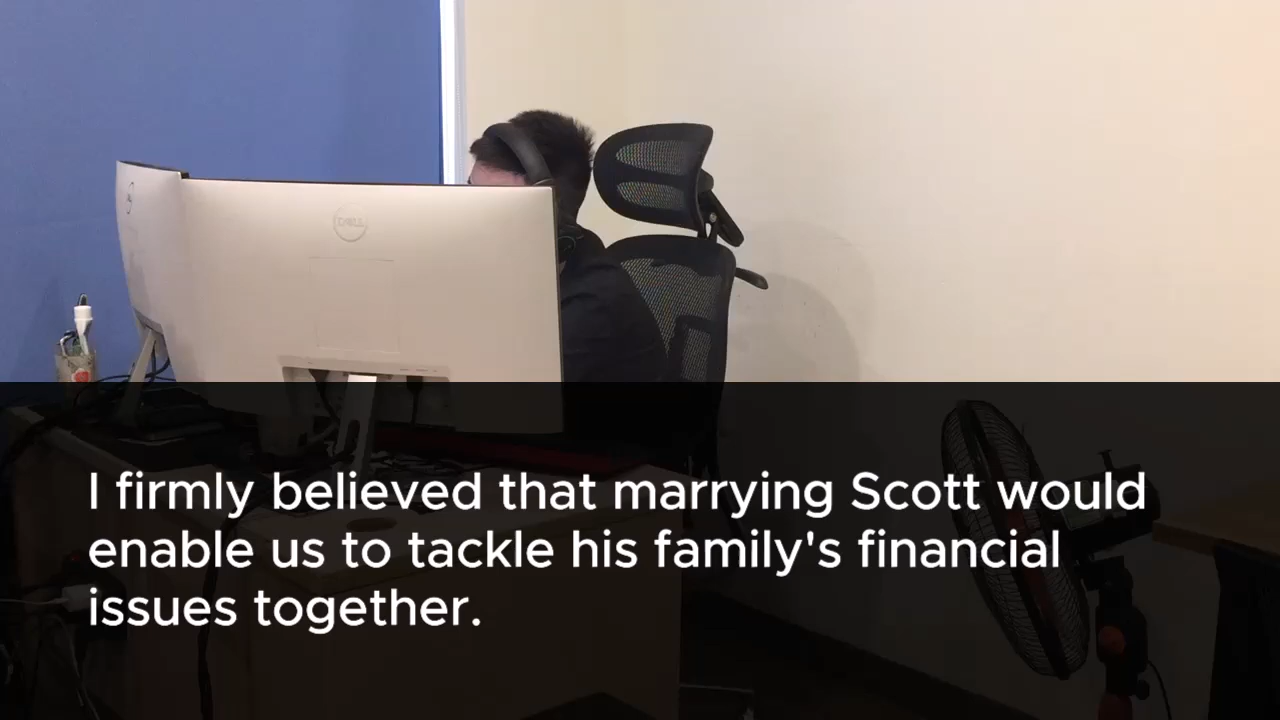 DELL
I firmly believed that marrying Scott would
enable us to tackle his family's financial
issues together.